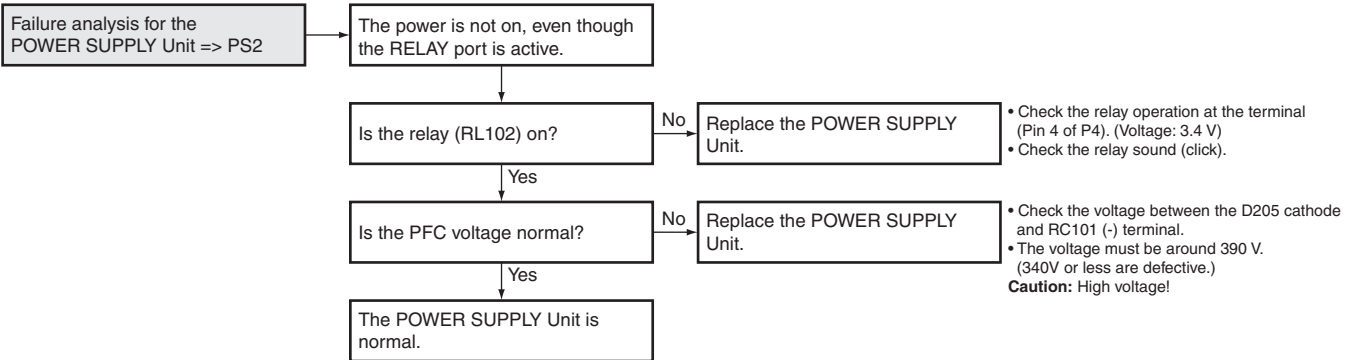 Failure analysis for the
POWER SUPPLY Unit => PS2
The power is not on, even though
the RELAY port is active.
Is the relay (RL102) on?
No
Replace the POWER SUPPLY
Unit.
• Check the relay operation at the terminal
(Pin 4 of P4). (Voltage: 3.4 V)
• Check the relay sound (click).
Yes
Is the PFC voltage normal?
No
Replace the POWER SUPPLY
Unit.
• Check the voltage between the D205 cathode
and RC101 (-) terminal.
• The voltage must be around 390 V.
(340V or less are defective.)
Caution: High voltage!
Yes
The POWER SUPPLY Unit is
normal.